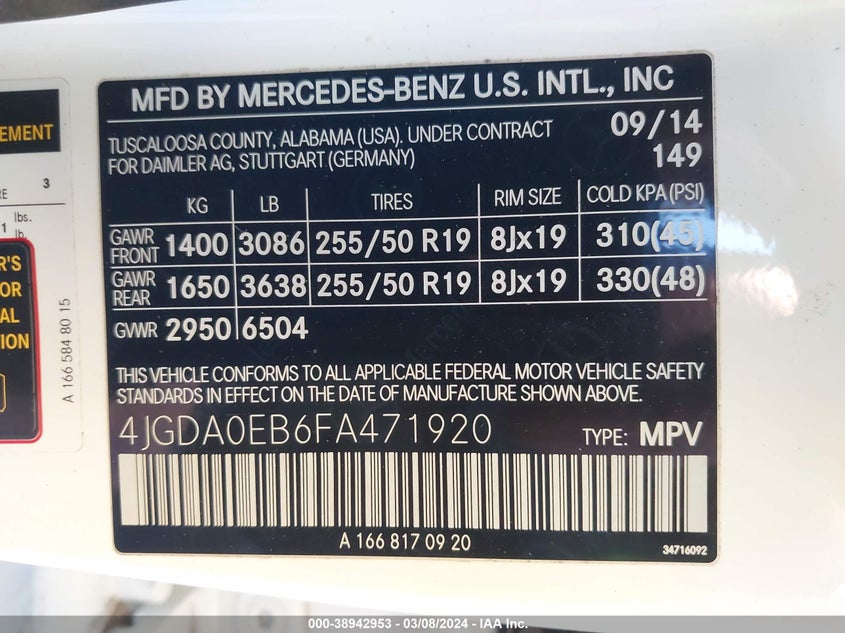 EMENT
RE 3
1 lbs.
lb.
R'S
OR
AL
TION
A 166 584 80 15
MFD BY MERCEDES-BENZ U.S. INTL., INC
TUSCALOOSA COUNTY, ALABAMA (USA). UNDER CONTRACT
FOR DAIMLER AG, STUTTGART (GERMANY)
09/14
149
KG LB TIRES RIM SIZE COLD KPA (PSI)
GAWR FRONT 1400 3086 255/50 R19 8Jx19 310(45)
GAWR REAR 1650 3638 255/50 R19 8Jx19 330(48)
GVWR 2950 6504
THIS VEHICLE CONFORMS TO ALL APPLICABLE FEDERAL MOTOR VEHICLE SAFETY
STANDARDS IN EFFECT ON THE DATE OF MANUFACTURE SHOWN ABOVE.
4JGDA0EB6FA471920 TYPE: MPV
A 166 817 09 20
34716092
000-38942953 - 03/08/2024 - IAA Inc.